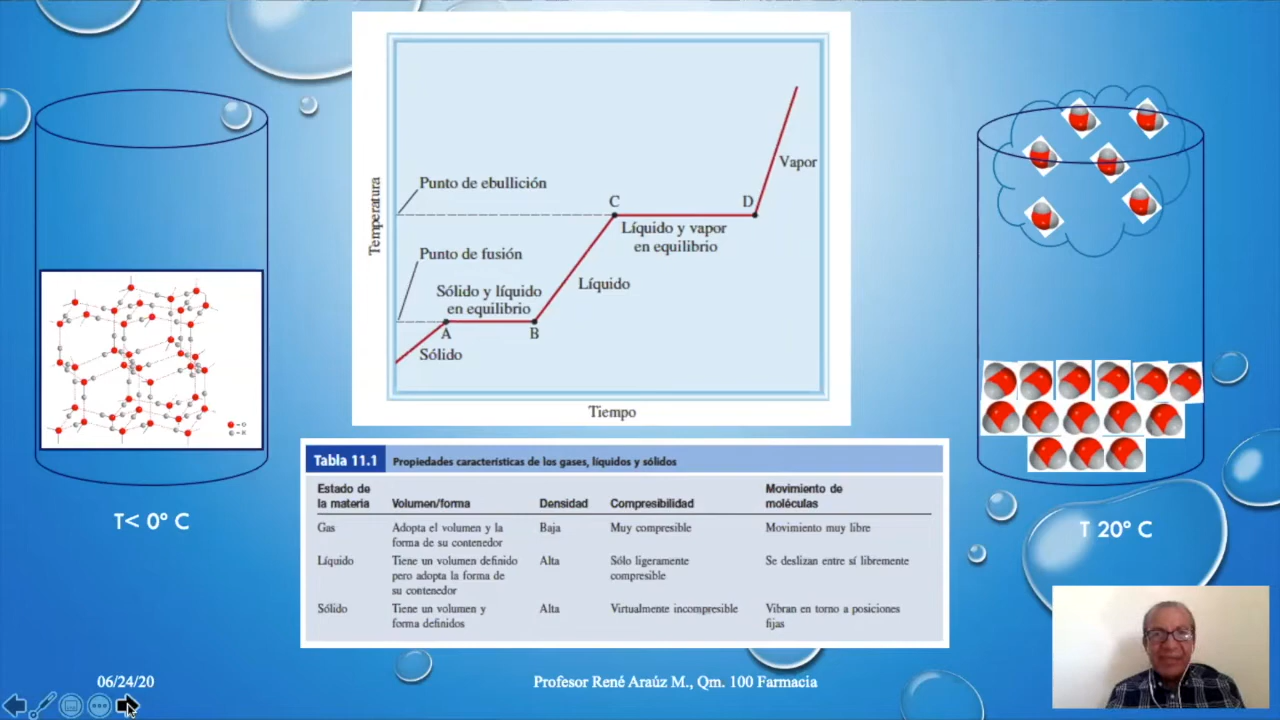 Temperatura
Punto de ebullición
Punto de fusión
Sólido y líquido
en equilibrio
A
B
Sólido
Líquido
C
D
Líquido y vapor
en equilibrio
Vapor
Tiempo
T< 0º C
T 20º C
Tabla 11.1 Propiedades características de los gases, líquidos y sólidos
Estado de
la materia Volumen/forma Densidad Compresibilidad Movimiento de
moléculas
Gas Adopta el volumen y la Baja Muy compresible Movimiento muy libre
forma de su contenedor
Líquido Tiene un volumen definido Alta Sólo ligeramente Se deslizan entre sí libremente
pero adopta la forma de compresible
su contenedor
Sólido Tiene un volumen y Alta Virtualmente incompresible Vibran en torno a posiciones
forma definidos fijas
06/24/20
Profesor René Araúz M., Qm. 100 Farmacia